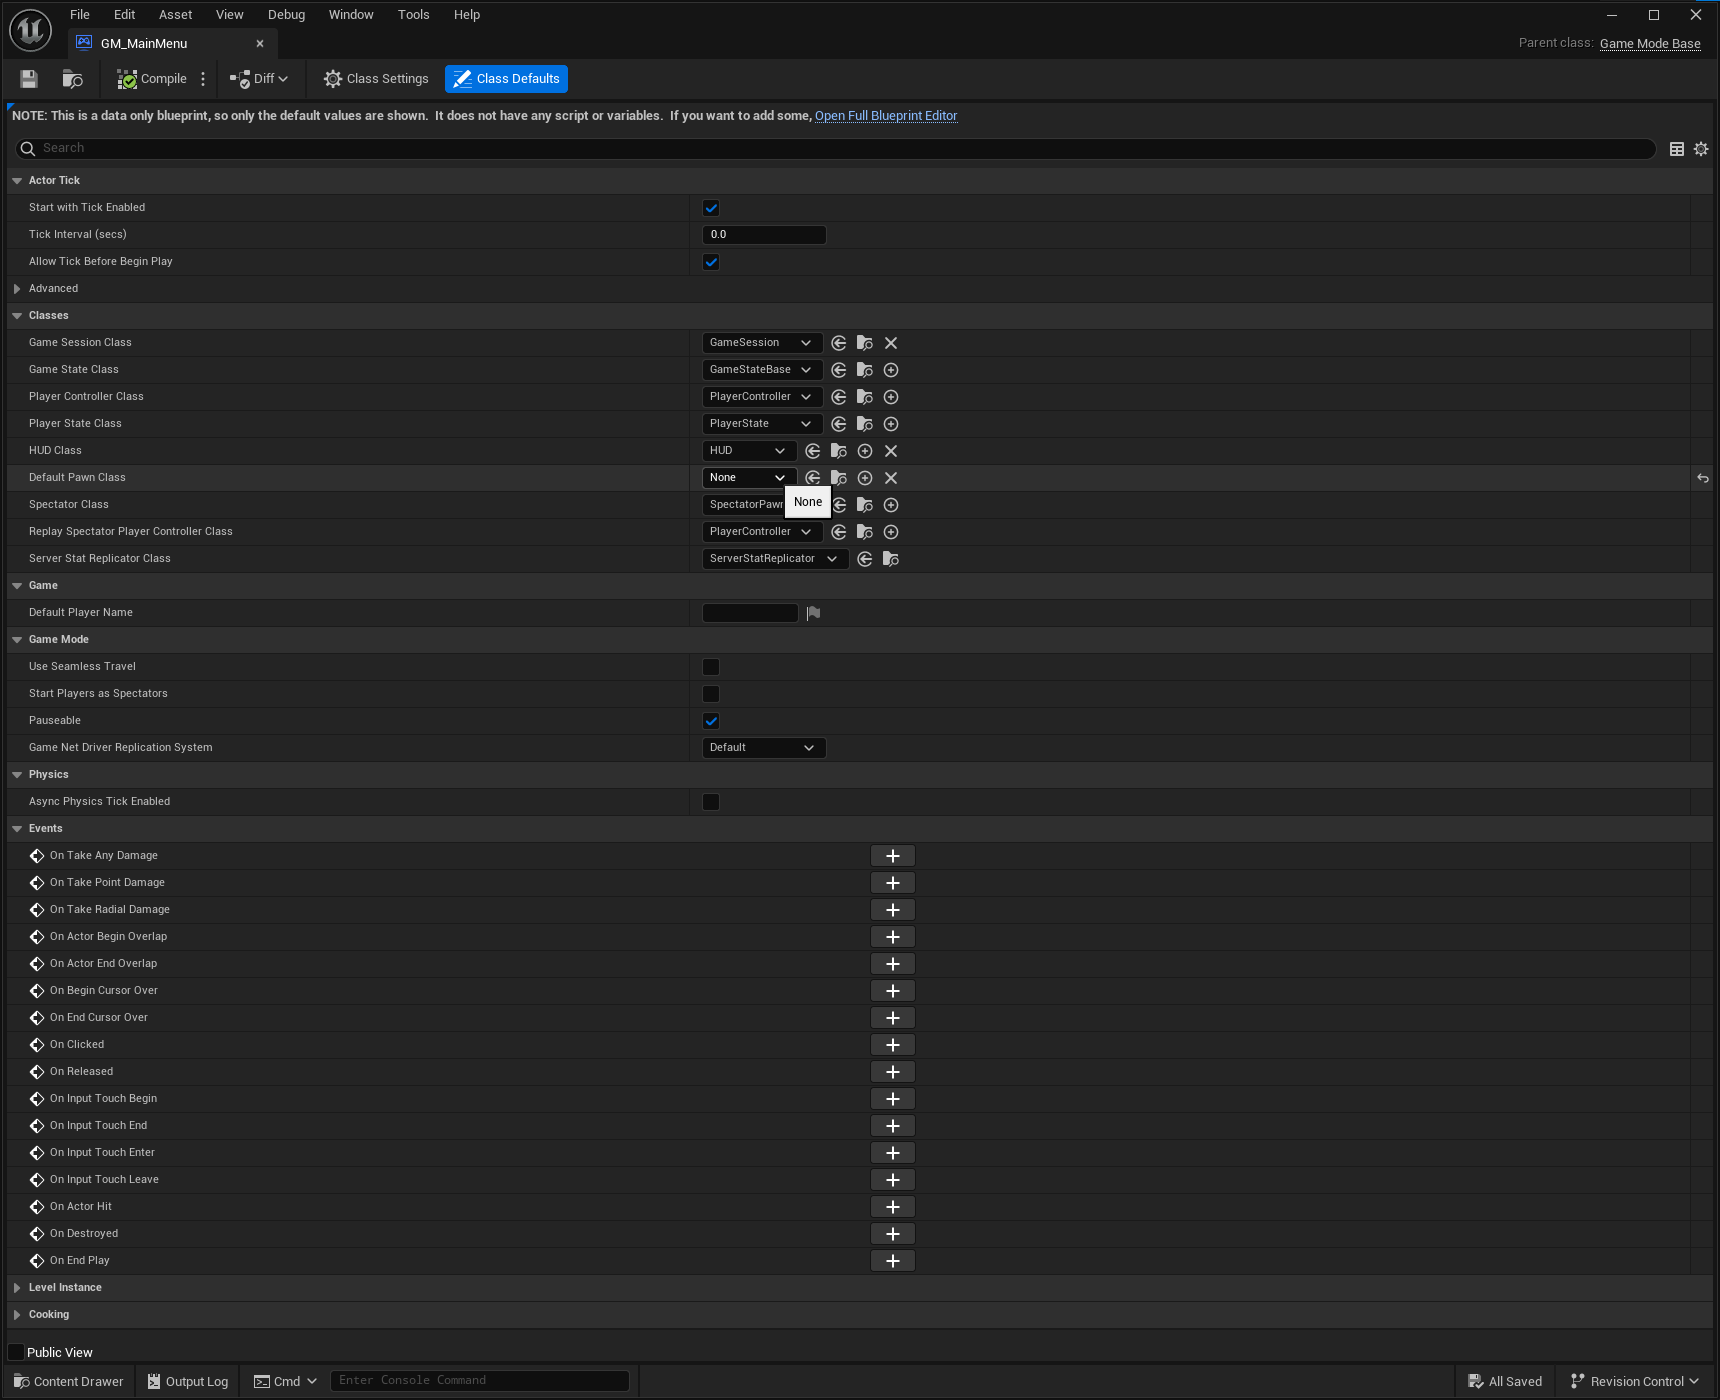 File Edit Asset View Debug Window Tools Help
GM_MainMenu
Parent class: Game Mode Base
Compile Diff Class Settings Class Defaults
NOTE: This is a data only blueprint, so only the default values are shown. It does not have any script or variables. If you want to add some, Open Full Blueprint Editor
Search
Actor Tick
Start with Tick Enabled
Tick Interval (secs) 0.0
Allow Tick Before Begin Play
Advanced
Classes
Game Session Class GameSession
Game State Class GameStateBase
Player Controller Class PlayerController
Player State Class PlayerState
HUD Class HUD
Default Pawn Class None
None
Spectator Class SpectatorPawn
Replay Spectator Player Controller Class PlayerController
Server Stat Replicator Class ServerStatReplicator
Game
Default Player Name
Game Mode
Use Seamless Travel
Start Players as Spectators
Pauseable
Game Net Driver Replication System Default
Physics
Async Physics Tick Enabled
Events
On Take Any Damage
On Take Point Damage
On Take Radial Damage
On Actor Begin Overlap
On Actor End Overlap
On Begin Cursor Over
On End Cursor Over
On Clicked
On Released
On Input Touch Begin
On Input Touch End
On Input Touch Enter
On Input Touch Leave
On Actor Hit
On Destroyed
On End Play
Level Instance
Cooking
Public View
Content Drawer Output Log Cmd Enter Console Command All Saved Revision Control